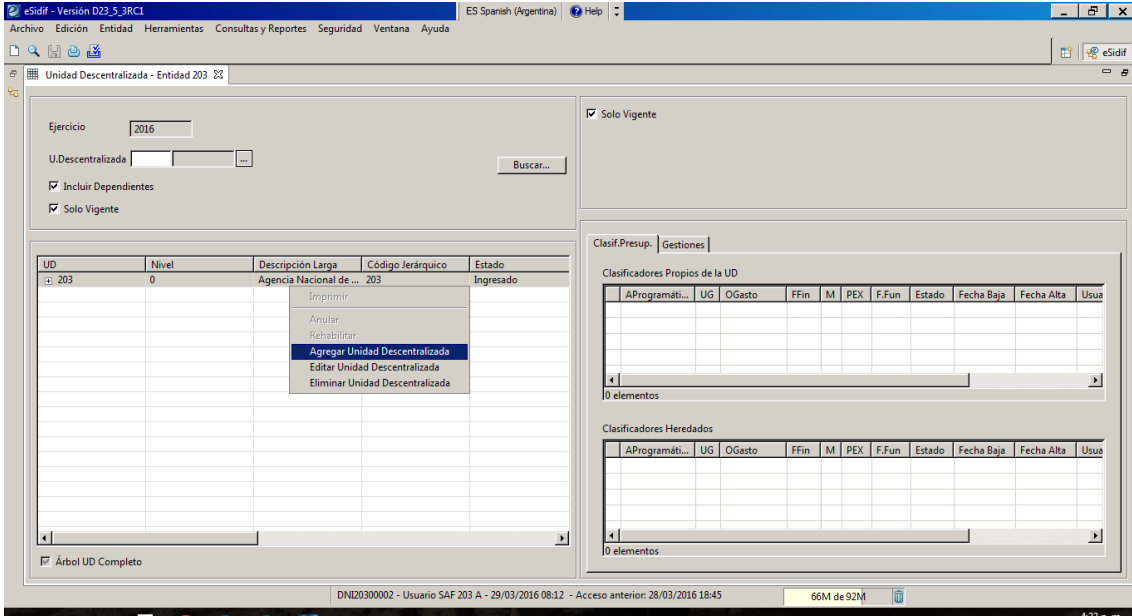 eSidif - Versión D23_5_3RC1
ES Spanish (Argentina) Help
Archivo Edición Entidad Herramientas Consultas y Reportes Seguridad Ventana Ayuda
eSidif
Unidad Descentralizada - Entidad 203
Ejercicio 2016
U.Descentralizada ...
Buscar...
Incluir Dependientes
Solo Vigente
Solo Vigente
UD Nivel Descripción Larga Código Jerárquico Estado
203 0 Agencia Nacional de ... 203 Ingresado
Imprimir
Anular
Rehabilitar
Agregar Unidad Descentralizada
Editar Unidad Descentralizada
Eliminar Unidad Descentralizada
Árbol UD Completo
Clasif.Presup. Gestiones
Clasificadores Propios de la UD
AProgramáti... UG OGasto FFin M PEX F.Fun Estado Fecha Baja Fecha Alta Usua
0 elementos
Clasificadores Heredados
AProgramáti... UG OGasto FFin M PEX F.Fun Estado Fecha Baja Fecha Alta Usua
0 elementos
DNI20300002 - Usuario SAF 203 A - 29/03/2016 08:12 - Acceso anterior: 28/03/2016 18:45
66M de 92M